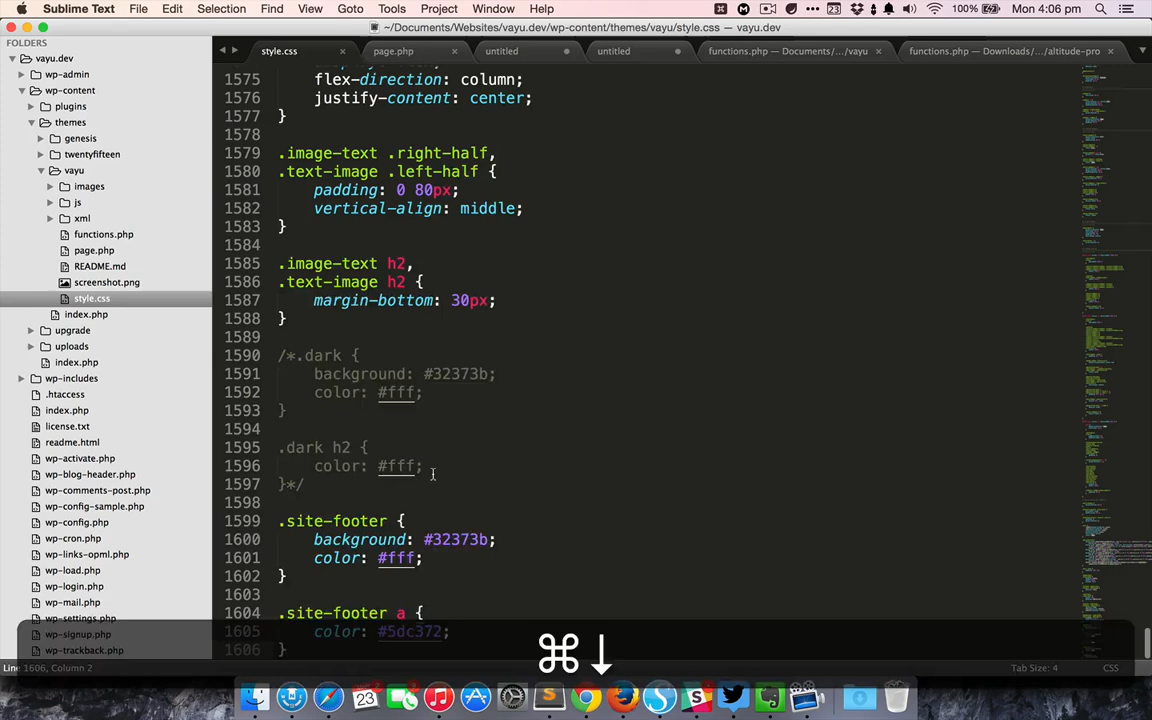 Sublime Text File Edit Selection Find View Goto Tools Project Window Help 100% Mon 4:06 pm
~/Documents/Websites/vayu.dev/wp-content/themes/vayu/style.css — vayu.dev
FOLDERS
vayu.dev
wp-admin
wp-content
plugins
themes
genesis
twentyfifteen
vayu
images
js
xml
functions.php
page.php
README.md
screenshot.png
style.css
index.php
upgrade
uploads
index.php
wp-includes
.htaccess
index.php
license.txt
readme.html
wp-activate.php
wp-blog-header.php
wp-comments-post.php
wp-config-sample.php
wp-config.php
wp-cron.php
wp-links-opml.php
wp-load.php
wp-login.php
wp-mail.php
wp-settings.php
wp-signup.php
wp-trackback.php
style.css page.php untitled untitled functions.php — Documents/.../vayu functions.php — Downloads/.../altitude-pro
1575 flex-direction: column;
1576 justify-content: center;
1577 }
1578
1579 .image-text .right-half,
1580 .text-image .left-half {
1581 padding: 0 80px;
1582 vertical-align: middle;
1583 }
1584
1585 .image-text h2,
1586 .text-image h2 {
1587 margin-bottom: 30px;
1588 }
1589
1590 /*.dark {
1591 background: #32373b;
1592 color: #fff;
1593 }
1594
1595 .dark h2 {
1596 color: #fff;
1597 }*/
1598
1599 .site-footer {
1600 background: #32373b;
1601 color: #fff;
1602 }
1603
1604 .site-footer a {
1605 color: #5dc372;
1606 }
⌘↓
Line 1606, Column 2 Tab Size: 4 CSS